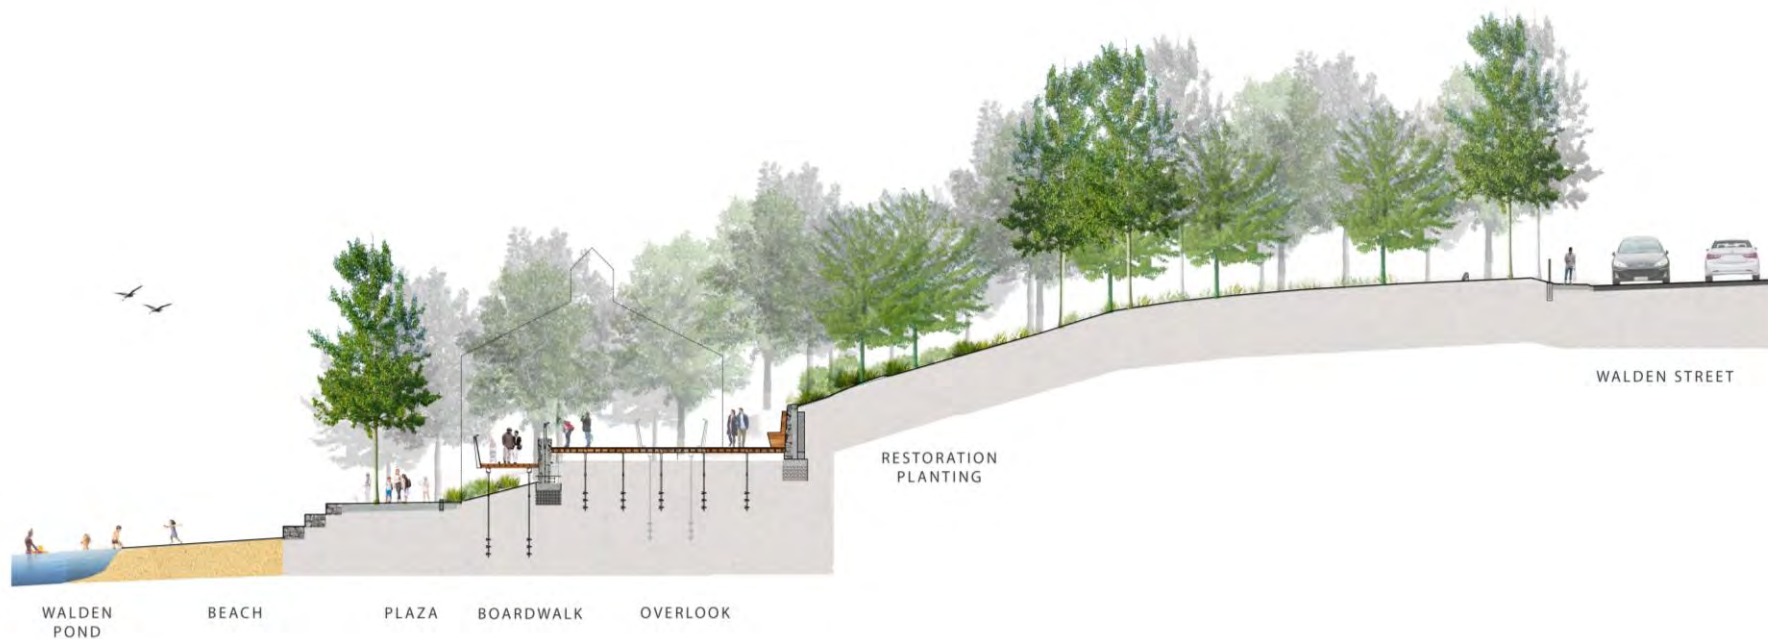 WALDEN STREET
RESTORATION
PLANTING
WALDEN
POND
BEACH
PLAZA
BOARDWALK
OVERLOOK